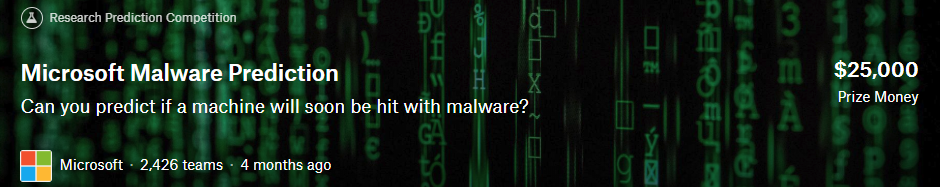 Research Prediction Competition
Microsoft Malware Prediction
$25,000
Can you predict if a machine will soon be hit with malware?
Prize Money
Microsoft · 2,426 teams · 4 months ago